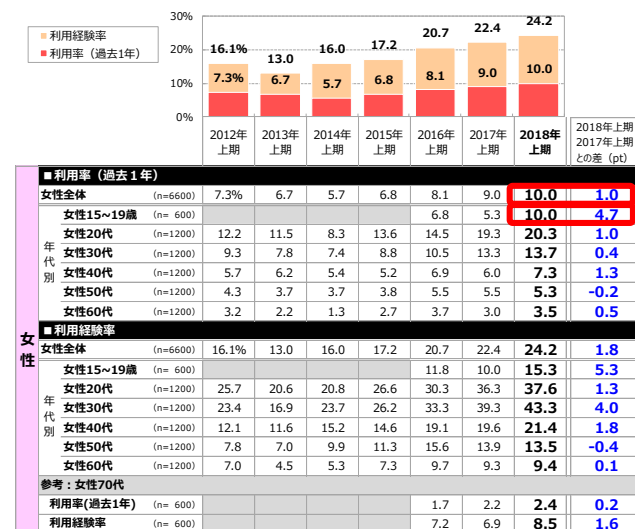 30%
20%
10%
0%
利用経験率
利用率（過去1年）
16.1% 13.0 16.0 17.2 20.7 22.4 24.2
7.3% 6.7 5.7 6.8 8.1 9.0 10.0
2012年上期 2013年上期 2014年上期 2015年上期 2016年上期 2017年上期 2018年上期 2018年上期2017年上期との差（pt）
女性
■利用率（過去１年）
女性全体 (n=6600) 7.3% 6.7 5.7 6.8 8.1 9.0 10.0 1.0
年代別
女性15~19歳 (n= 600) 6.8 5.3 10.0 4.7
女性20代 (n=1200) 12.2 11.5 8.3 13.6 14.5 19.3 20.3 1.0
女性30代 (n=1200) 9.3 7.8 7.4 8.8 10.5 13.3 13.7 0.4
女性40代 (n=1200) 5.7 6.2 5.4 5.2 6.9 6.0 7.3 1.3
女性50代 (n=1200) 4.3 3.7 3.7 3.8 5.5 5.5 5.3 -0.2
女性60代 (n=1200) 3.2 2.2 1.3 2.7 3.7 3.0 3.5 0.5
■利用経験率
女性全体 (n=6600) 16.1% 13.0 16.0 17.2 20.7 22.4 24.2 1.8
年代別
女性15~19歳 (n= 600) 11.8 10.0 15.3 5.3
女性20代 (n=1200) 25.7 20.6 20.8 26.6 30.3 36.3 37.6 1.3
女性30代 (n=1200) 23.4 16.9 23.7 26.2 33.3 39.3 43.3 4.0
女性40代 (n=1200) 12.1 11.6 15.2 14.6 19.1 19.6 21.4 1.8
女性50代 (n=1200) 7.8 7.0 9.9 11.3 15.6 13.9 13.5 -0.4
女性60代 (n=1200) 7.0 4.5 5.3 7.3 9.7 9.3 9.4 0.1
参考：女性70代
利用率(過去1年) (n= 600) 1.7 2.2 2.4 0.2
利用経験率 (n= 600) 7.2 6.9 8.5 1.6